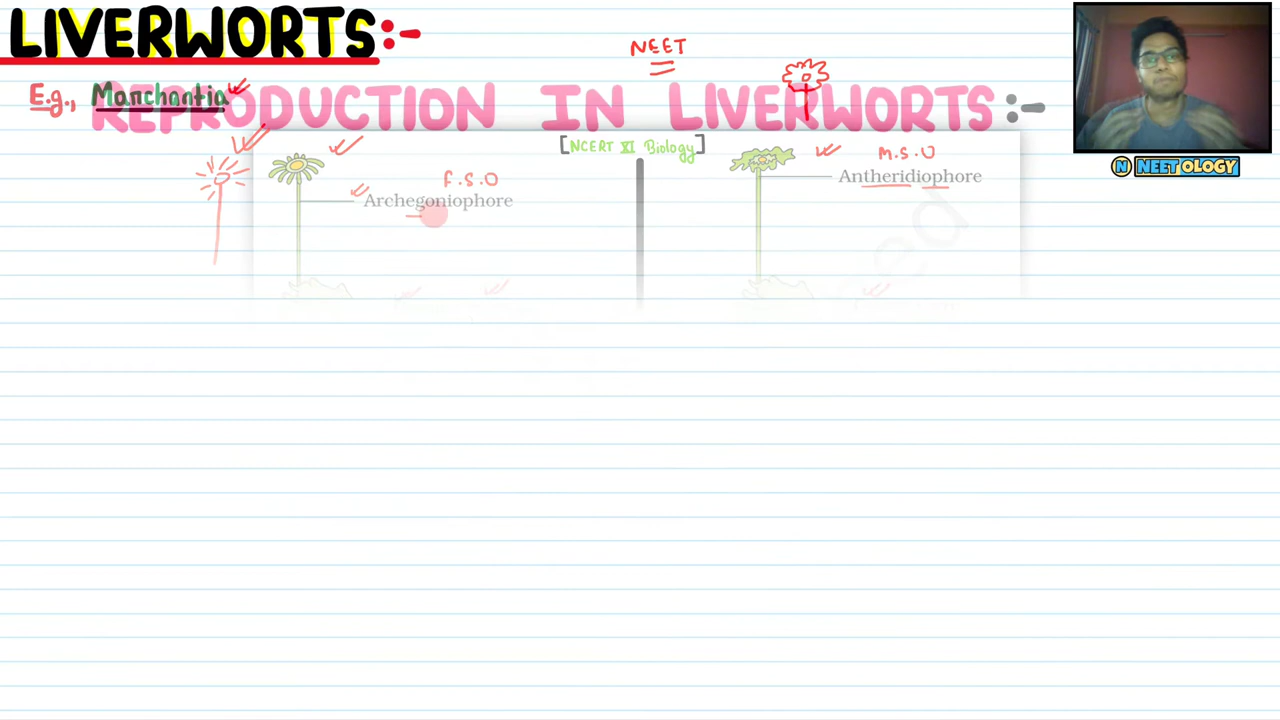 LIVERWORTS:-
NEET
E.g., Marchantia
REPRODUCTION IN LIVERWORTS :-
[NCERT XI Biology]
F.S.O
Archegoniophore
M.S.O
Antheridiophore
N NEETOLOGY